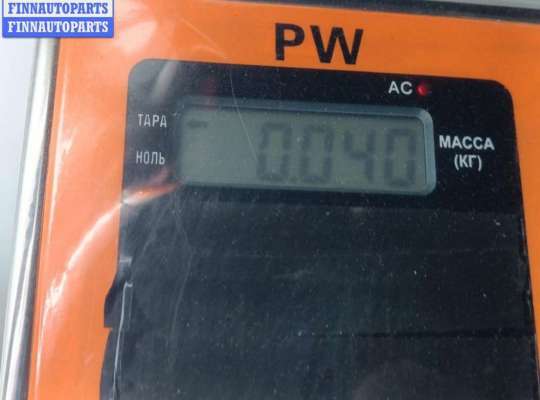 FINNAUTOPARTS
FINNAUTOPARTS
PW
AC
ТАРА
НОЛЬ
0.040
МАССА
(КГ)